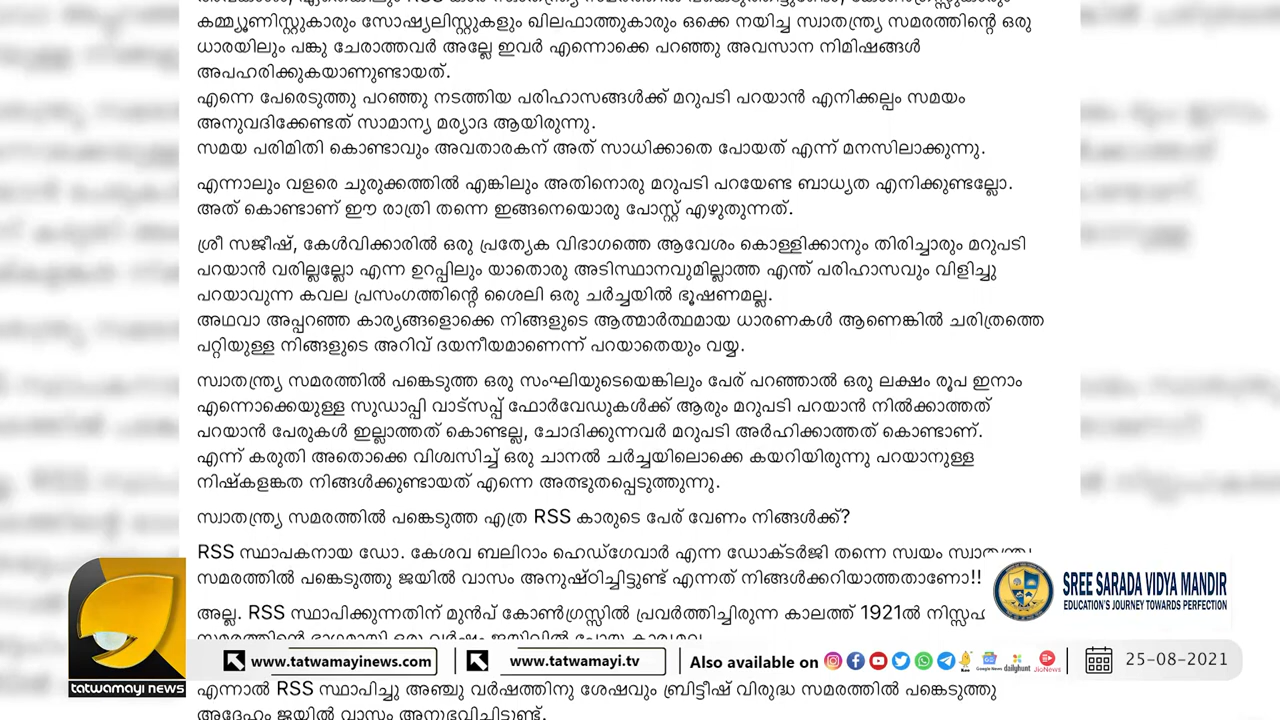 കമ്മ്യൂണിസ്റ്റുകാരും സോഷ്യലിസ്റ്റുകളും ഖിലഫാത്തുകാരും ഒക്കെ നയിച്ച സ്വാതന്ത്ര്യ സമരത്തിന്റെ ഒരു
ധാരയിലും പങ്കു ചേരാത്തവർ അല്ലേ ഇവർ എന്നൊക്കെ പറഞ്ഞു അവസാന നിമിഷങ്ങൾ
അപഹരിക്കുകയാണുണ്ടായത്.
എന്നെ പേരെടുത്തു പറഞ്ഞു നടത്തിയ പരിഹാസങ്ങൾക്ക് മറുപടി പറയാൻ എനിക്കല്പം സമയം
അനുവദിക്കേണ്ടത് സാമാന്യ മര്യാദ ആയിരുന്നു.
സമയ പരിമിതി കൊണ്ടാവും അവതാരകന് അത് സാധിക്കാതെ പോയത് എന്ന് മനസിലാക്കുന്നു.
എന്നാലും വളരെ ചുരുക്കത്തിൽ എങ്കിലും അതിനൊരു മറുപടി പറയേണ്ട ബാധ്യത എനിക്കുണ്ടല്ലോ.
അത് കൊണ്ടാണ് ഈ രാത്രി തന്നെ ഇങ്ങനെയൊരു പോസ്റ്റ് എഴുതുന്നത്.
ശ്രീ സജീഷ്, കേൾവിക്കാരിൽ ഒരു പ്രത്യേക വിഭാഗത്തെ ആവേശം കൊള്ളിക്കാനും തിരിച്ചാരും മറുപടി
പറയാൻ വരില്ലല്ലോ എന്ന ഉറപ്പിലും യാതൊരു അടിസ്ഥാനവുമില്ലാത്ത എന്ത് പരിഹാസവും വിളിച്ചു
പറയാവുന്ന കവല പ്രസംഗത്തിന്റെ ശൈലി ഒരു ചർച്ചയിൽ ഭൂഷണമല്ല.
അഥവാ അപ്പറഞ്ഞ കാര്യങ്ങളൊക്കെ നിങ്ങളുടെ ആത്മാർത്ഥമായ ധാരണകൾ ആണെങ്കിൽ ചരിത്രത്തെ
പറ്റിയുള്ള നിങ്ങളുടെ അറിവ് ദയനീയമാണെന്ന് പറയാതെയും വയ്യ.
സ്വാതന്ത്ര്യ സമരത്തിൽ പങ്കെടുത്ത ഒരു സംഘിയുടെയെങ്കിലും പേര് പറഞ്ഞാൽ ഒരു ലക്ഷം രൂപ ഇനാം
എന്നൊക്കെയുള്ള സുഡാപ്പി വാട്സപ്പ് ഫോർവേഡുകൾക്ക് ആരും മറുപടി പറയാൻ നിൽക്കാത്തത്
പറയാൻ പേരുകൾ ഇല്ലാത്തത് കൊണ്ടല്ല, ചോദിക്കുന്നവർ മറുപടി അർഹിക്കാത്തത് കൊണ്ടാണ്.
എന്ന് കരുതി അതൊക്കെ വിശ്വസിച്ച് ഒരു ചാനൽ ചർച്ചയിലൊക്കെ കയറിയിരുന്നു പറയാനുള്ള
നിഷ്കളങ്കത നിങ്ങൾക്കുണ്ടായത് എന്നെ അത്ഭുതപ്പെടുത്തുന്നു.
സ്വാതന്ത്ര്യ സമരത്തിൽ പങ്കെടുത്ത എത്ര RSS കാരുടെ പേര് വേണം നിങ്ങൾക്ക്?
RSS സ്ഥാപകനായ ഡോ. കേശവ ബലിറാം ഹെഡ്ഗേവാർ എന്ന ഡോക്ടർജി തന്നെ സ്വയം സ്വാതന്ത്ര്യ
സമരത്തിൽ പങ്കെടുത്തു ജയിൽ വാസം അനുഷ്ഠിച്ചിട്ടുണ്ട് എന്നത് നിങ്ങൾക്കറിയാത്തതാണോ!!
അല്ല. RSS സ്ഥാപിക്കുന്നതിന് മുൻപ് കോൺഗ്രസ്സിൽ പ്രവർത്തിച്ചിരുന്ന കാലത്ത് 1921ൽ
എന്നാൽ RSS സ്ഥാപിച്ചു അഞ്ചു വർഷത്തിനു ശേഷവും ബ്രിട്ടീഷ് വിരുദ്ധ സമരത്തിൽ പങ്കെടുത്തു
അദ്ദേഹം ജയിൽ വാസം അനുഭവിച്ചിട്ടുണ്ട്.
SREE SARADA VIDYA MANDIR
EDUCATION'S JOURNEY TOWARDS PERFECTION
tatwamayi news
www.tatwamayinews.com
www.tatwamayi.tv
Also available on
Google News
dailyhunt
JioNews
25-08-2021